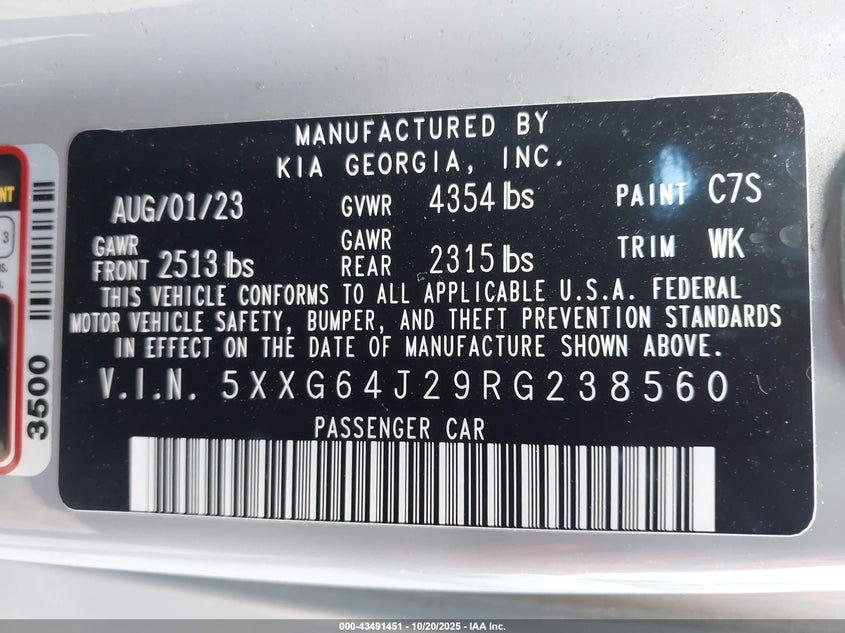 MANUFACTURED BY
KIA GEORGIA, INC.
AUG/01/23 GVWR 4354 lbs PAINT C7S
GAWR FRONT 2513 lbs GAWR REAR 2315 lbs TRIM WK
THIS VEHICLE CONFORMS TO ALL APPLICABLE U.S.A. FEDERAL
MOTOR VEHICLE SAFETY, BUMPER, AND THEFT PREVENTION STANDARDS
IN EFFECT ON THE DATE OF MANUFACTURE SHOWN ABOVE.
V.I.N. 5XXG64J29RG238560
PASSENGER CAR
3500
3
000-43491451 | 10/20/2025 - IAA Inc.